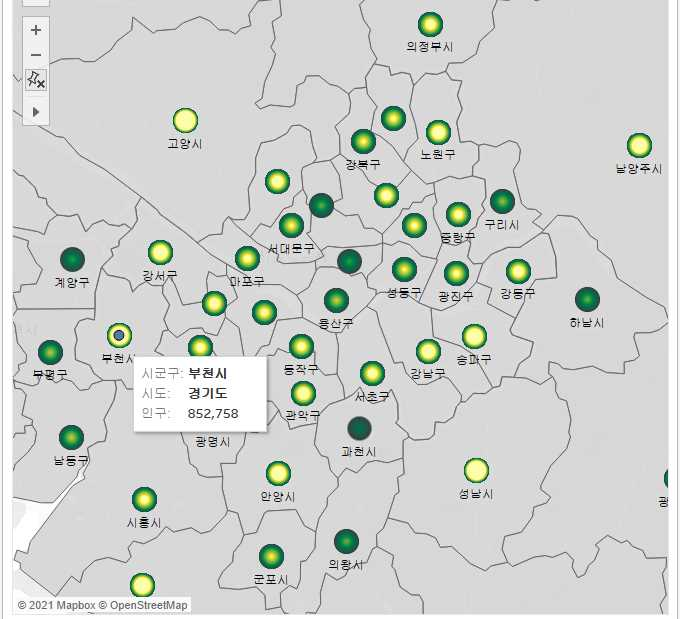 의정부시
고양시
강북구
노원구
남양주시
구리시
서대문구
중랑구
계양구
강서구
마포구
성동구
광진구
강동구
하남시
용산구
부평구
부천시
동작구
강남구
송파구
시군구: 부천시
시도: 경기도
인구: 852,758
서초구
관악구
광명시
과천시
남동구
안양시
성남시
시흥시
군포시
의왕시
© 2021 Mapbox © OpenStreetMap